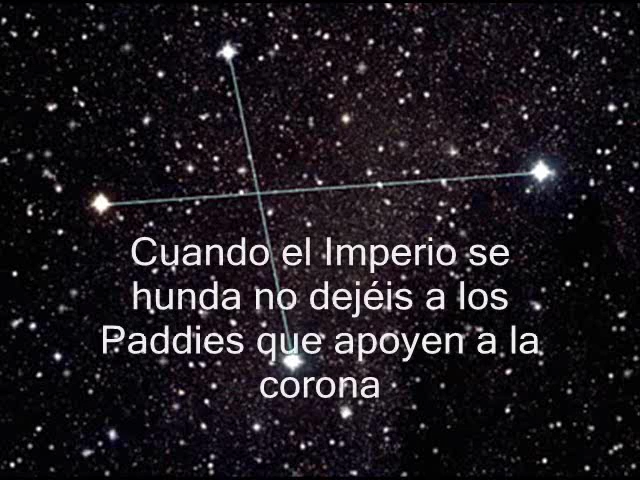 Cuando el Imperio se
hunda no dejéis a los
Paddies que apoyen a la
corona